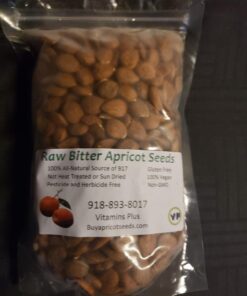 Raw Bitter Apricot Seeds
100% All-Natural Source of B17 Gluten Free
Not Heat Treated or Sun Dried 100% Vegan
Pesticide and Herbicide Free Non-GMO
918-893-8017
Vitamins Plus
Buyapricotseeds.com
VP